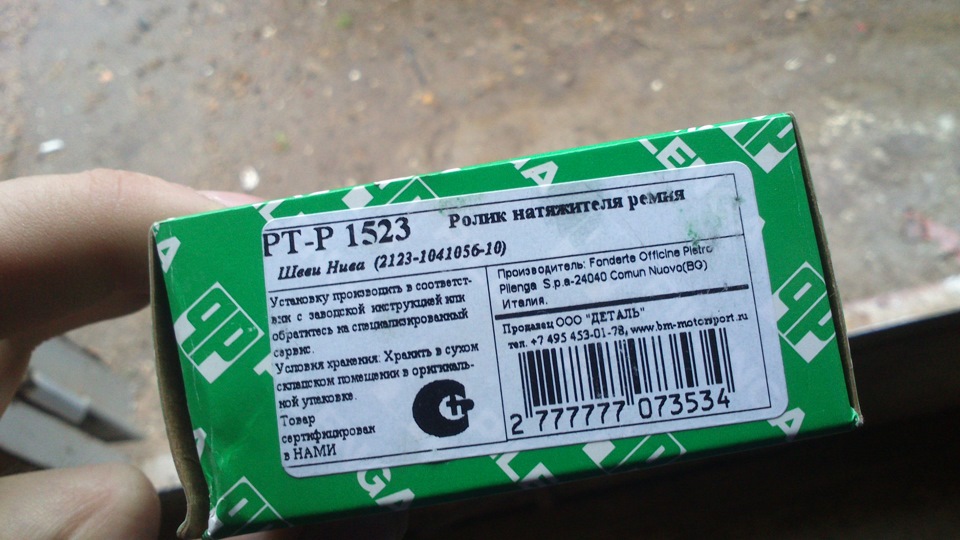 PT-P 1523 Ролик натяжителя ремня
Шеви Нива (2123-1041056-10)
Установку производить в соответст-
вии с заводской инструкцией или
обратитесь на специализированный
сервис.
Условия хранения: Хранить в сухом
складском помещении в оригиналь-
ной упаковке.
Товар
сертифицирован
в НАМИ
Производитель: Fonderte Officine Pietro
Plienga S.p.a-24040 Comun Nuovo(BG)
Италия.
Продавец ООО "ДЕТАЛЬ"
тел. +7 495 453-01-78, www.bm-motorsport.ru
2 777777 073534